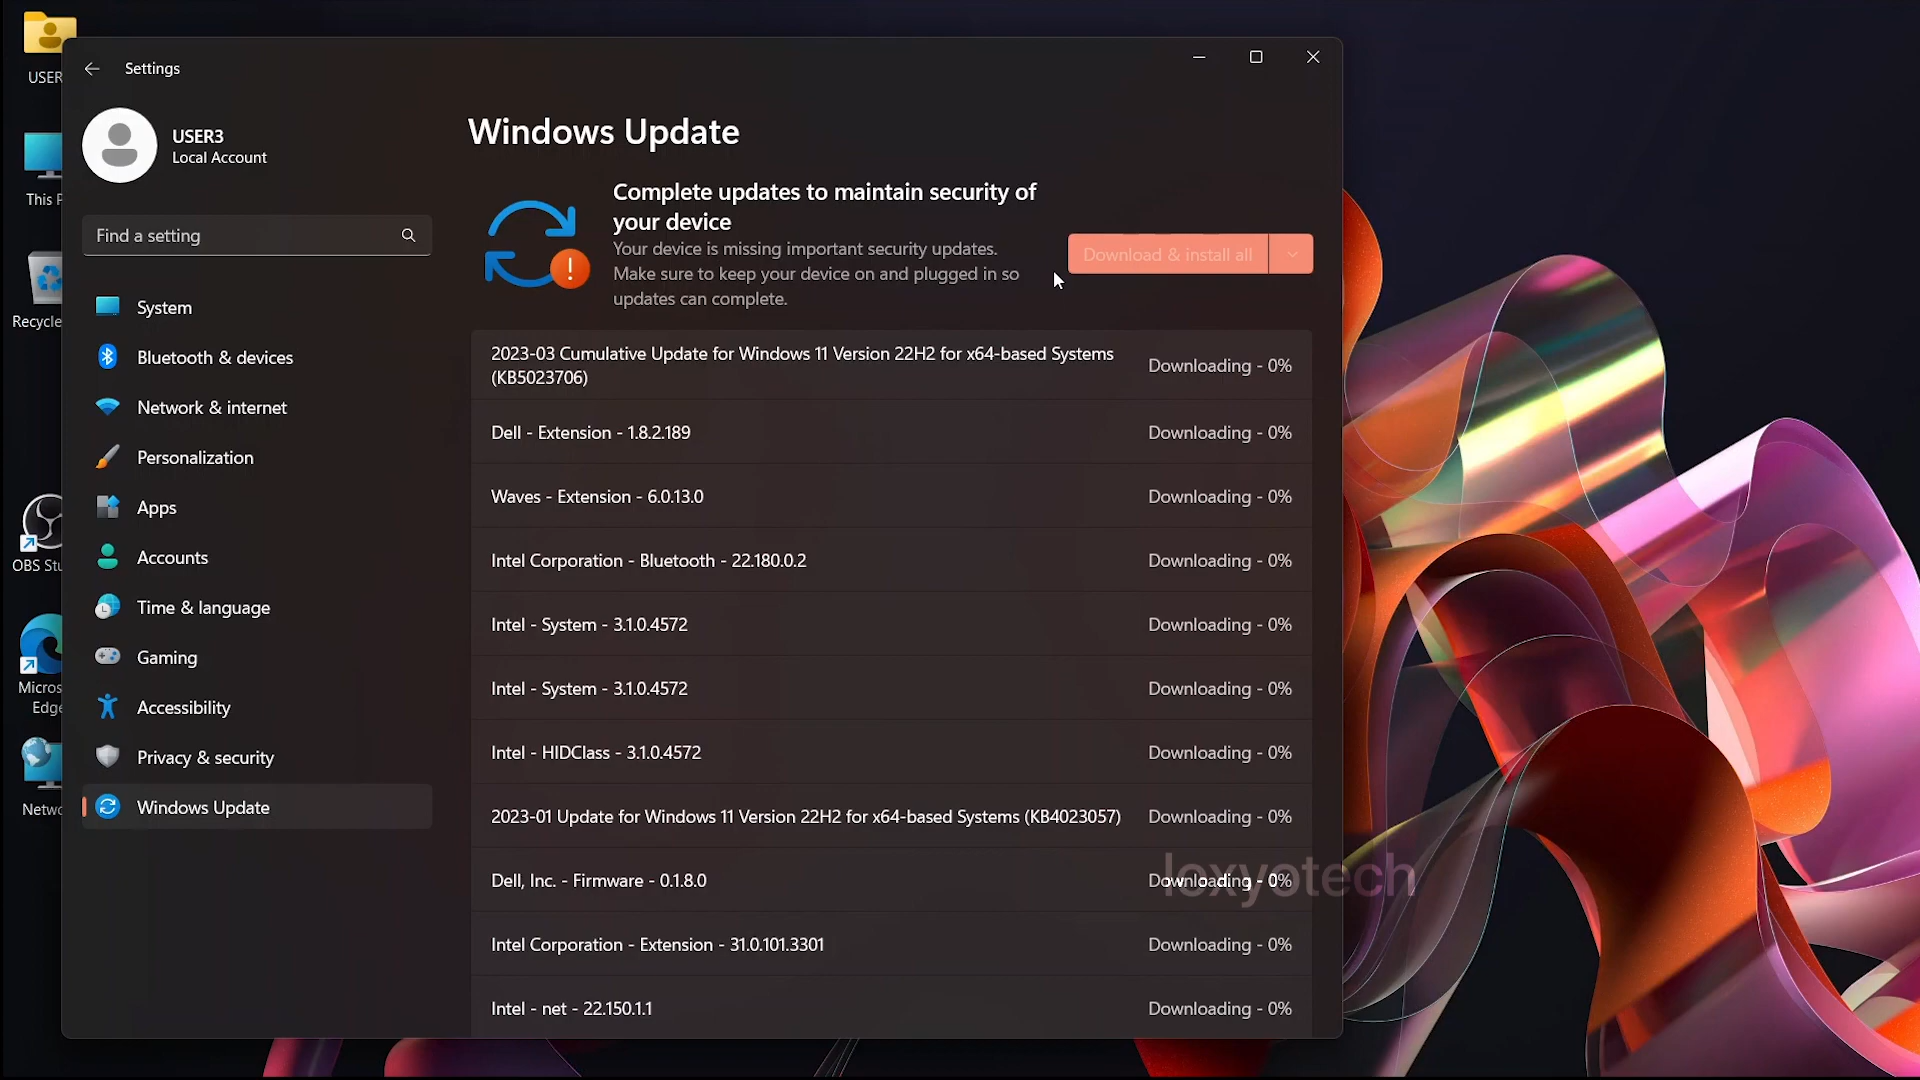 USER
This P
Recycle
OBS Stu
Micros
Edge
Netwo
Settings
USER3
Local Account
Find a setting
System
Bluetooth & devices
Network & internet
Personalization
Apps
Accounts
Time & language
Gaming
Accessibility
Privacy & security
Windows Update
Windows Update
Complete updates to maintain security of
your device
Your device is missing important security updates.
Make sure to keep your device on and plugged in so
updates can complete.
Download & install all
2023-03 Cumulative Update for Windows 11 Version 22H2 for x64-based Systems
(KB5023706)
Downloading - 0%
Dell - Extension - 1.8.2.189 Downloading - 0%
Waves - Extension - 6.0.13.0 Downloading - 0%
Intel Corporation - Bluetooth - 22.180.0.2 Downloading - 0%
Intel - System - 3.1.0.4572 Downloading - 0%
Intel - System - 3.1.0.4572 Downloading - 0%
Intel - HIDClass - 3.1.0.4572 Downloading - 0%
2023-01 Update for Windows 11 Version 22H2 for x64-based Systems (KB4023057) Downloading - 0%
Dell, Inc. - Firmware - 0.1.8.0 Downloading - 0%
loxyotech
Intel Corporation - Extension - 31.0.101.3301 Downloading - 0%
Intel - net - 22.150.1.1 Downloading - 0%